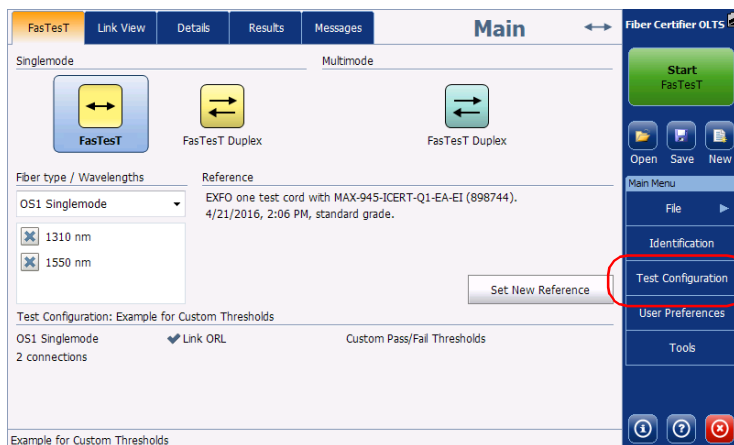 FasTesT
Link View
Details
Results
Messages
Main
Fiber Certifier OLTS
Singlemode
Multimode
FasTesT
FasTesT Duplex
FasTesT Duplex
Start
FasTesT
Open Save New
Fiber type / Wavelengths
OS1 Singlemode
1310 nm
1550 nm
Reference
EXFO one test cord with MAX-945-ICERT-Q1-EA-EI (898744).
4/21/2016, 2:06 PM, standard grade.
Set New Reference
Test Configuration: Example for Custom Thresholds
OS1 Singlemode
Link ORL
Custom Pass/Fail Thresholds
2 connections
Example for Custom Thresholds
Main Menu
File
Identification
Test Configuration
User Preferences
Tools